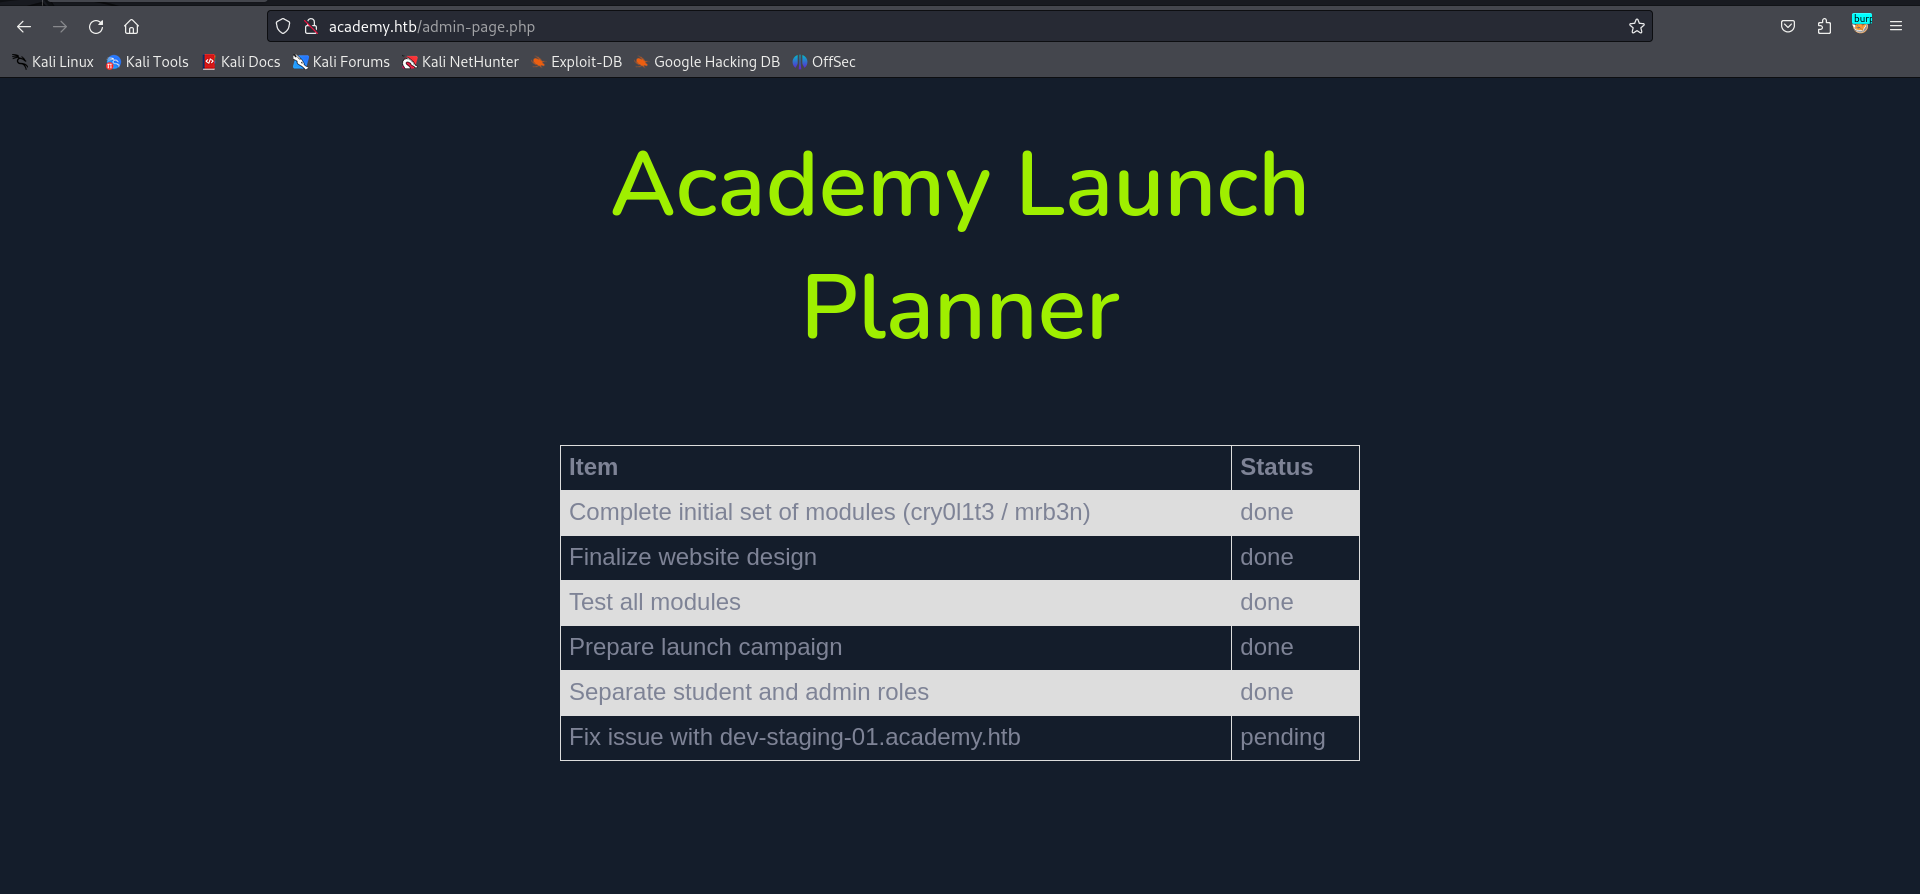 academy.htb/admin-page.php
burp
Kali Linux Kali Tools Kali Docs Kali Forums Kali NetHunter Exploit-DB Google Hacking DB OffSec
Academy Launch
Planner
Item Status
Complete initial set of modules (cry0l1t3 / mrb3n) done
Finalize website design done
Test all modules done
Prepare launch campaign done
Separate student and admin roles done
Fix issue with dev-staging-01.academy.htb pending